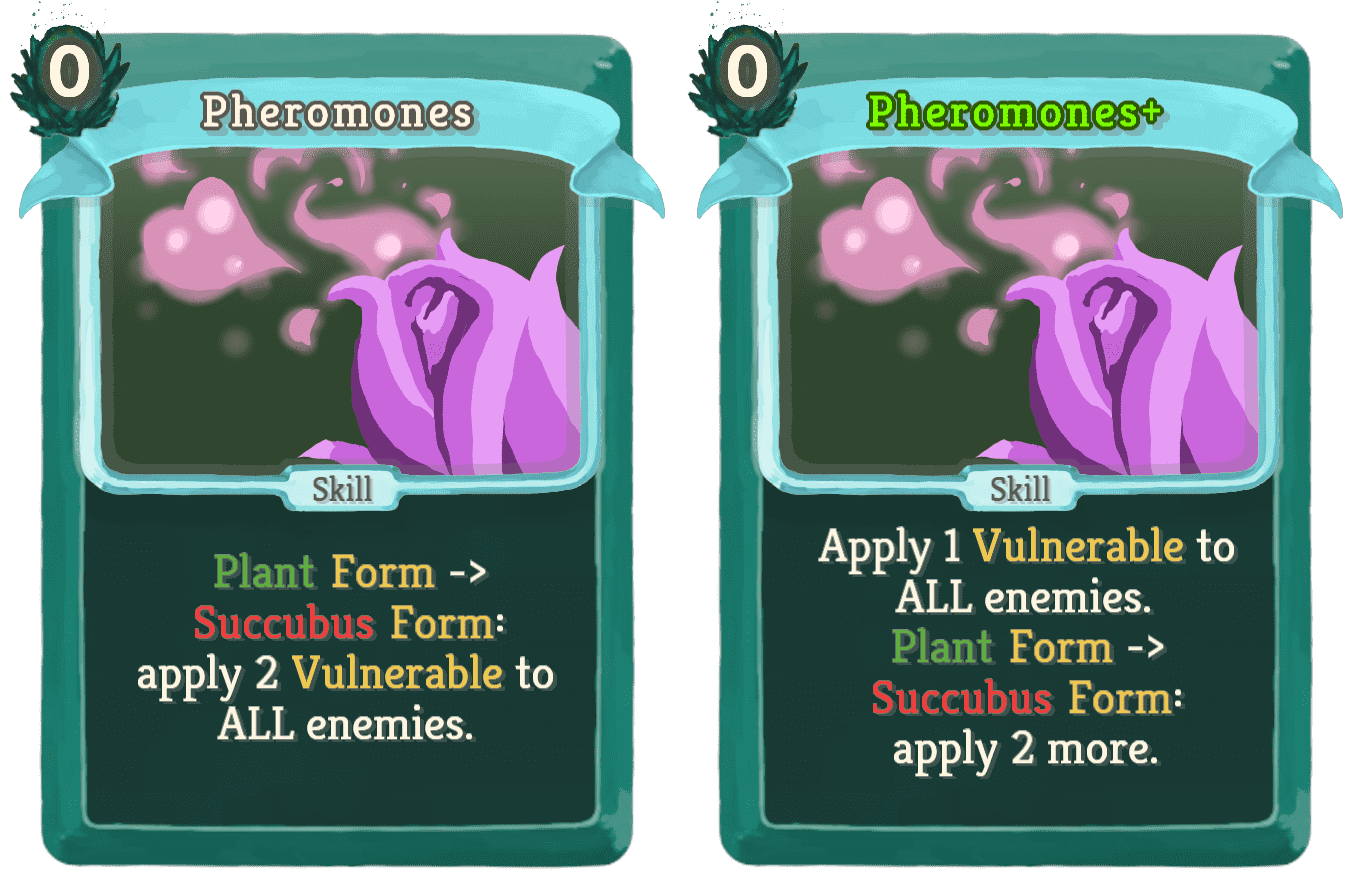 0
Pheromones
Skill
Plant Form ->
Succubus Form:
apply 2 Vulnerable to
ALL enemies.
0
Pheromones+
Skill
Apply 1 Vulnerable to
ALL enemies.
Plant Form ->
Succubus Form:
apply 2 more.